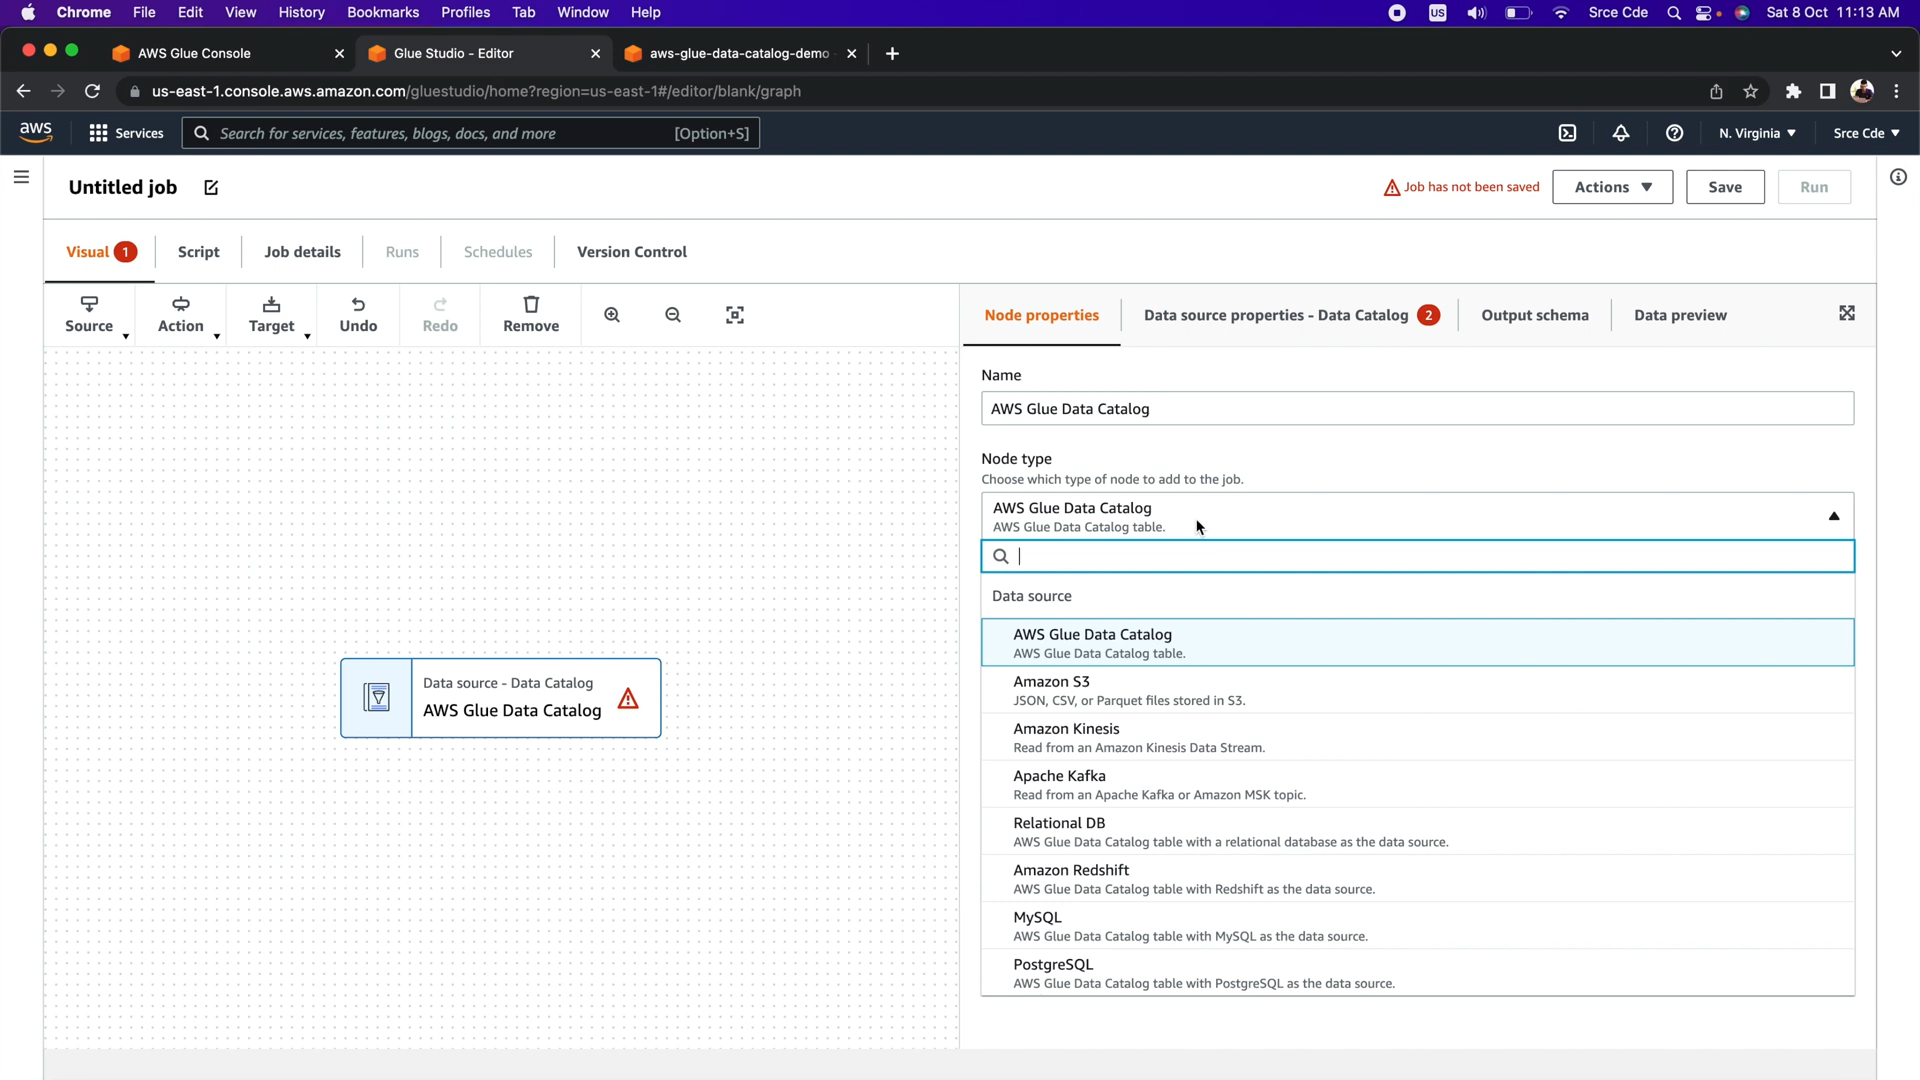 Chrome File Edit View History Bookmarks Profiles Tab Window Help US Srce Cde Sat 8 Oct 11:13 AM
AWS Glue Console Glue Studio - Editor aws-glue-data-catalog-demo
us-east-1.console.aws.amazon.com/gluestudio/home?region=us-east-1#/editor/blank/graph
aws Services Search for services, features, blogs, docs, and more [Option+S] N. Virginia Srce Cde
Untitled job Job has not been saved Actions Save Run
Visual 1 Script Job details Runs Schedules Version Control
Source Action Target Undo Redo Remove
Node properties Data source properties - Data Catalog 2 Output schema Data preview
Name
AWS Glue Data Catalog
Node type
Choose which type of node to add to the job.
AWS Glue Data Catalog
AWS Glue Data Catalog table.
Data source
AWS Glue Data Catalog
AWS Glue Data Catalog table.
Amazon S3
JSON, CSV, or Parquet files stored in S3.
Amazon Kinesis
Read from an Amazon Kinesis Data Stream.
Apache Kafka
Read from an Apache Kafka or Amazon MSK topic.
Relational DB
AWS Glue Data Catalog table with a relational database as the data source.
Amazon Redshift
AWS Glue Data Catalog table with Redshift as the data source.
MySQL
AWS Glue Data Catalog table with MySQL as the data source.
PostgreSQL
AWS Glue Data Catalog table with PostgreSQL as the data source.
Data source - Data Catalog
AWS Glue Data Catalog